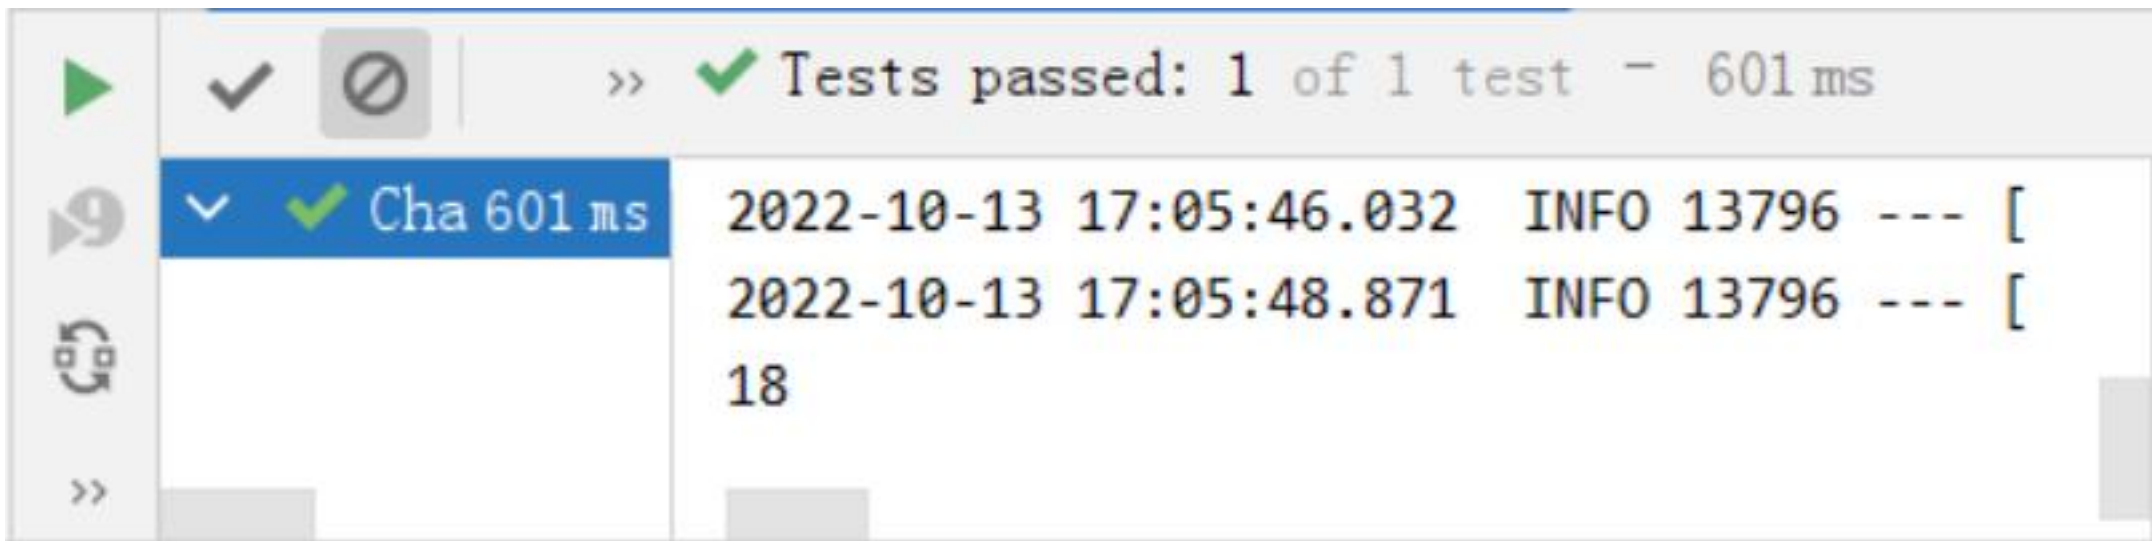 Tests passed: 1 of 1 test – 601 ms
Cha 601 ms
2022-10-13 17:05:46.032  INFO 13796 --- [
2022-10-13 17:05:48.871  INFO 13796 --- [
18